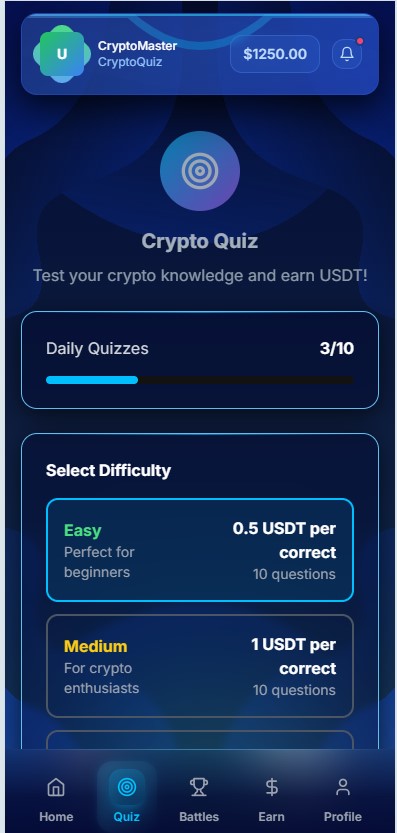 U
CryptoMaster
CryptoQuiz
$1250.00
Crypto Quiz
Test your crypto knowledge and earn USDT!
Daily Quizzes 3/10
Select Difficulty
Easy
Perfect for
beginners
0.5 USDT per
correct
10 questions
Medium
For crypto
enthusiasts
1 USDT per
correct
10 questions
Home Quiz Battles Earn Profile